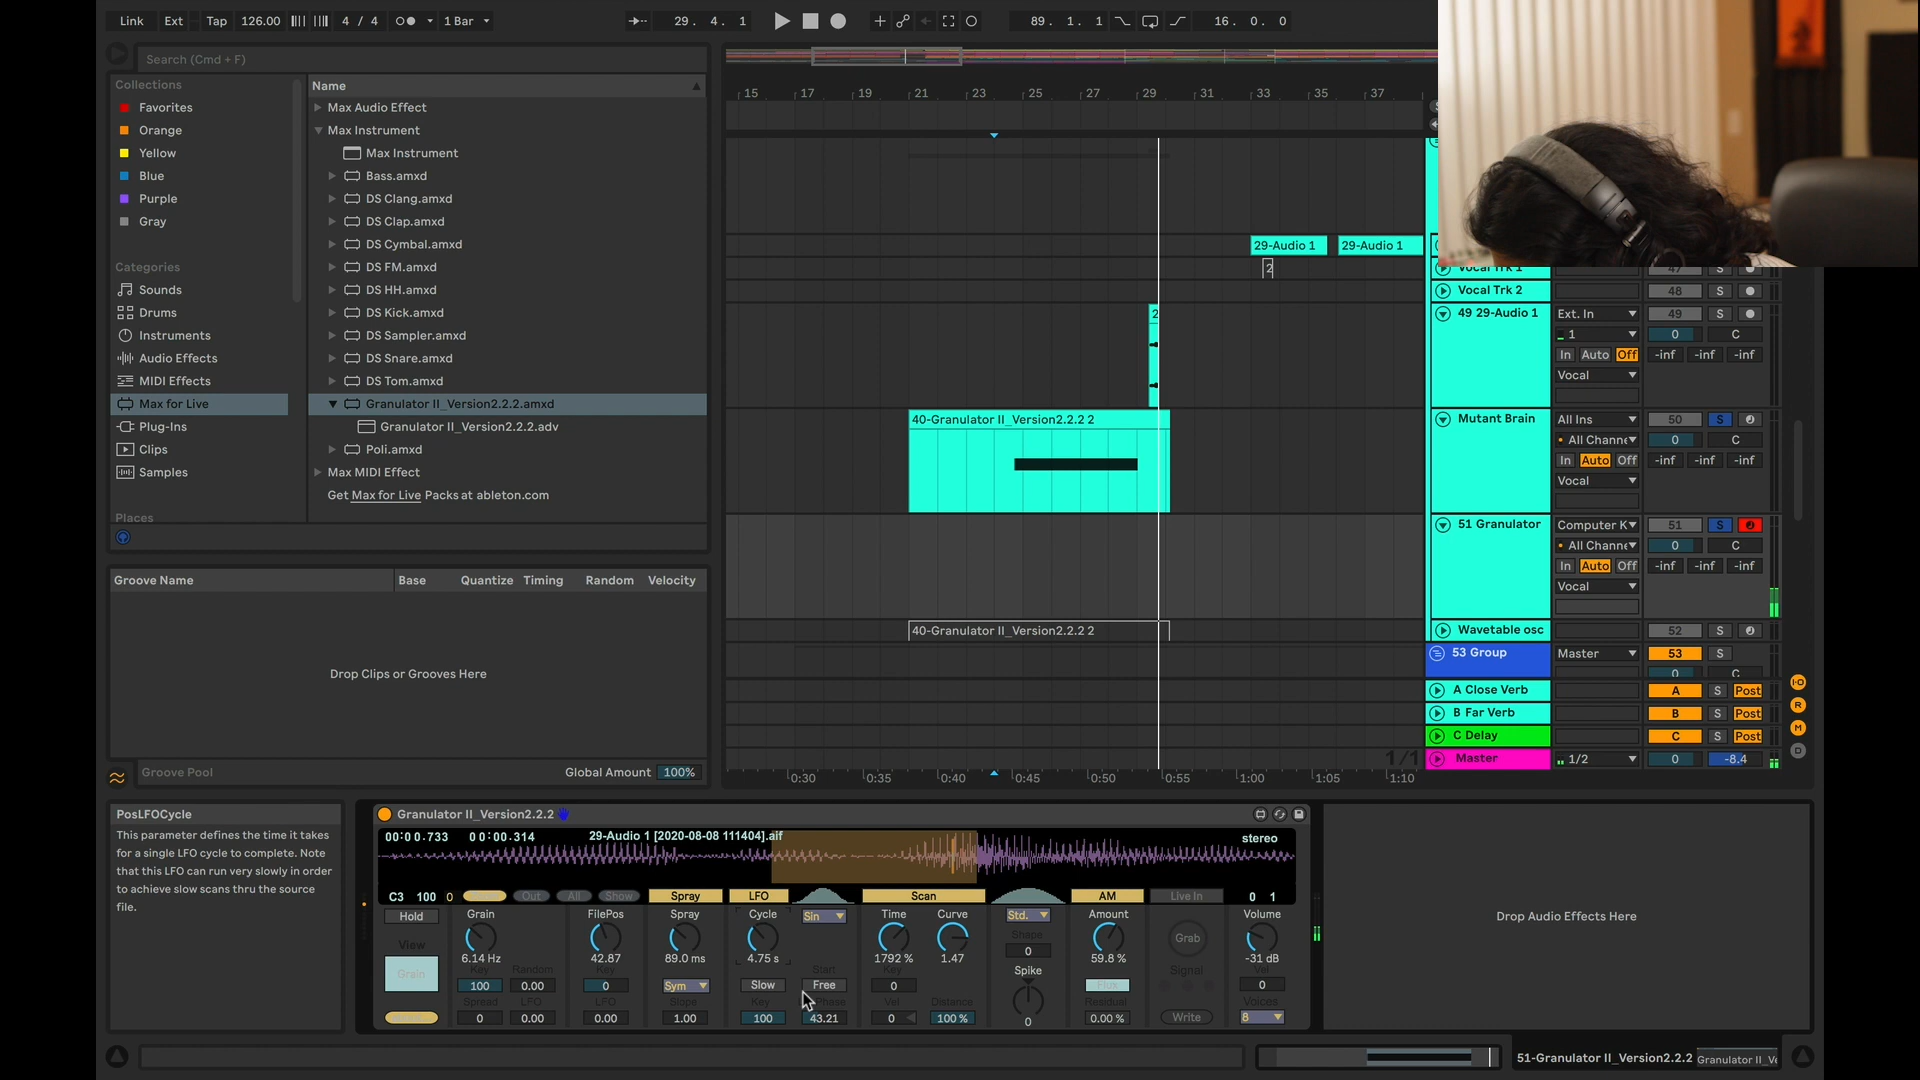 Link Ext Tap 126.00 4 / 4 1 Bar 29. 4. 1 89. 1. 1 16. 0. 0
Search (Cmd + F)
Collections
Favorites
Orange
Yellow
Blue
Purple
Gray
Categories
Sounds
Drums
Instruments
Audio Effects
MIDI Effects
Max for Live
Plug-Ins
Clips
Samples
Places
Name
Max Audio Effect
Max Instrument
Max Instrument
Bass.amxd
DS Clang.amxd
DS Clap.amxd
DS Cymbal.amxd
DS FM.amxd
DS HH.amxd
DS Kick.amxd
DS Sampler.amxd
DS Snare.amxd
DS Tom.amxd
Granulator II_Version2.2.2.amxd
Granulator II_Version2.2.2.adv
Poli.amxd
Max MIDI Effect
Get Max for Live Packs at ableton.com
Groove Name Base Quantize Timing Random Velocity
Drop Clips or Grooves Here
Groove Pool Global Amount 100%
15 17 19 21 23 25 27 29 31 33 35 37
29-Audio 1 29-Audio 1
2
2
40-Granulator II_Version2.2.2 2
40-Granulator II_Version2.2.2 2
1/1
0:30 0:35 0:40 0:45 0:50 0:55 1:00 1:05 1:10
Vocal Trk 1 47 S
Vocal Trk 2 48 S
49 29-Audio 1 Ext. In 49 S
1 0 C
In Auto Off -inf -inf -inf
Vocal
Mutant Brain All Ins 50 S
All Channe 0 C
In Auto Off -inf -inf -inf
Vocal
51 Granulator Computer K 51 S
All Channe 0 C
In Auto Off -inf -inf -inf
Vocal
Wavetable osc 52 S
53 Group Master 53 S
0 C
A Close Verb A S Post
B Far Verb B S Post
C Delay C S Post
Master 1/2 0 -8.4
I·O
R
M
D
PosLFOCycle
This parameter defines the time it takes
for a single LFO cycle to complete. Note
that this LFO can run very slowly in order
to achieve slow scans thru the source
file.
Granulator II_Version2.2.2
00:00.733 00:00.314 29-Audio 1 [2020-08-08 111404].aif stereo
C3 100 0 Out All Show Spray LFO Scan AM Live In 0 1
Hold Grain FilePos Spray Cycle Sin Time Curve Std. Amount Volume
View Shape Grab
6.14 Hz 42.87 89.0 ms 4.75 s 1792 % 1.47 0 59.8 % -31 dB
Grain Key Random Key Start Key Spike Signal Vel
100 0.00 0 Sym Slow Free 0 Flux 0
Spread LFO LFO Slope Key Phase Vel Distance Residual Voices
0 0.00 0.00 1.00 100 43.21 0 100 % 0 0.00 % Write 8
Drop Audio Effects Here
51-Granulator II_Version2.2.2 Granulator II_Ve